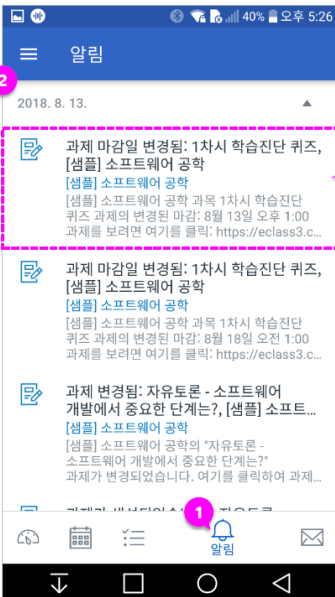 40% 오후 5:26
알림
2
2018. 8. 13.
과제 마감일 변경됨: 1차시 학습진단 퀴즈,
[샘플] 소프트웨어 공학
[샘플] 소프트웨어 공학
[샘플] 소프트웨어 공학 과목 1차시 학습진단
퀴즈 과제의 변경된 마감: 8월 13일 오후 1:00
과제를 보려면 여기를 클릭: https://eclass3.c...
과제 마감일 변경됨: 1차시 학습진단 퀴즈,
[샘플] 소프트웨어 공학
[샘플] 소프트웨어 공학
[샘플] 소프트웨어 공학 과목 1차시 학습진단
퀴즈 과제의 변경된 마감: 8월 18일 오전 1:00
과제를 보려면 여기를 클릭: https://eclass3.c...
과제 변경됨: 자유토론 - 소프트웨어
개발에서 중요한 단계는?, [샘플] 소프트...
[샘플] 소프트웨어 공학
[샘플] 소프트웨어 공학의 "자유토론 -
소프트웨어 개발에서 중요한 단계는?"
과제가 변경되었습니다. 여기를 클릭하여 과제...
1
알림